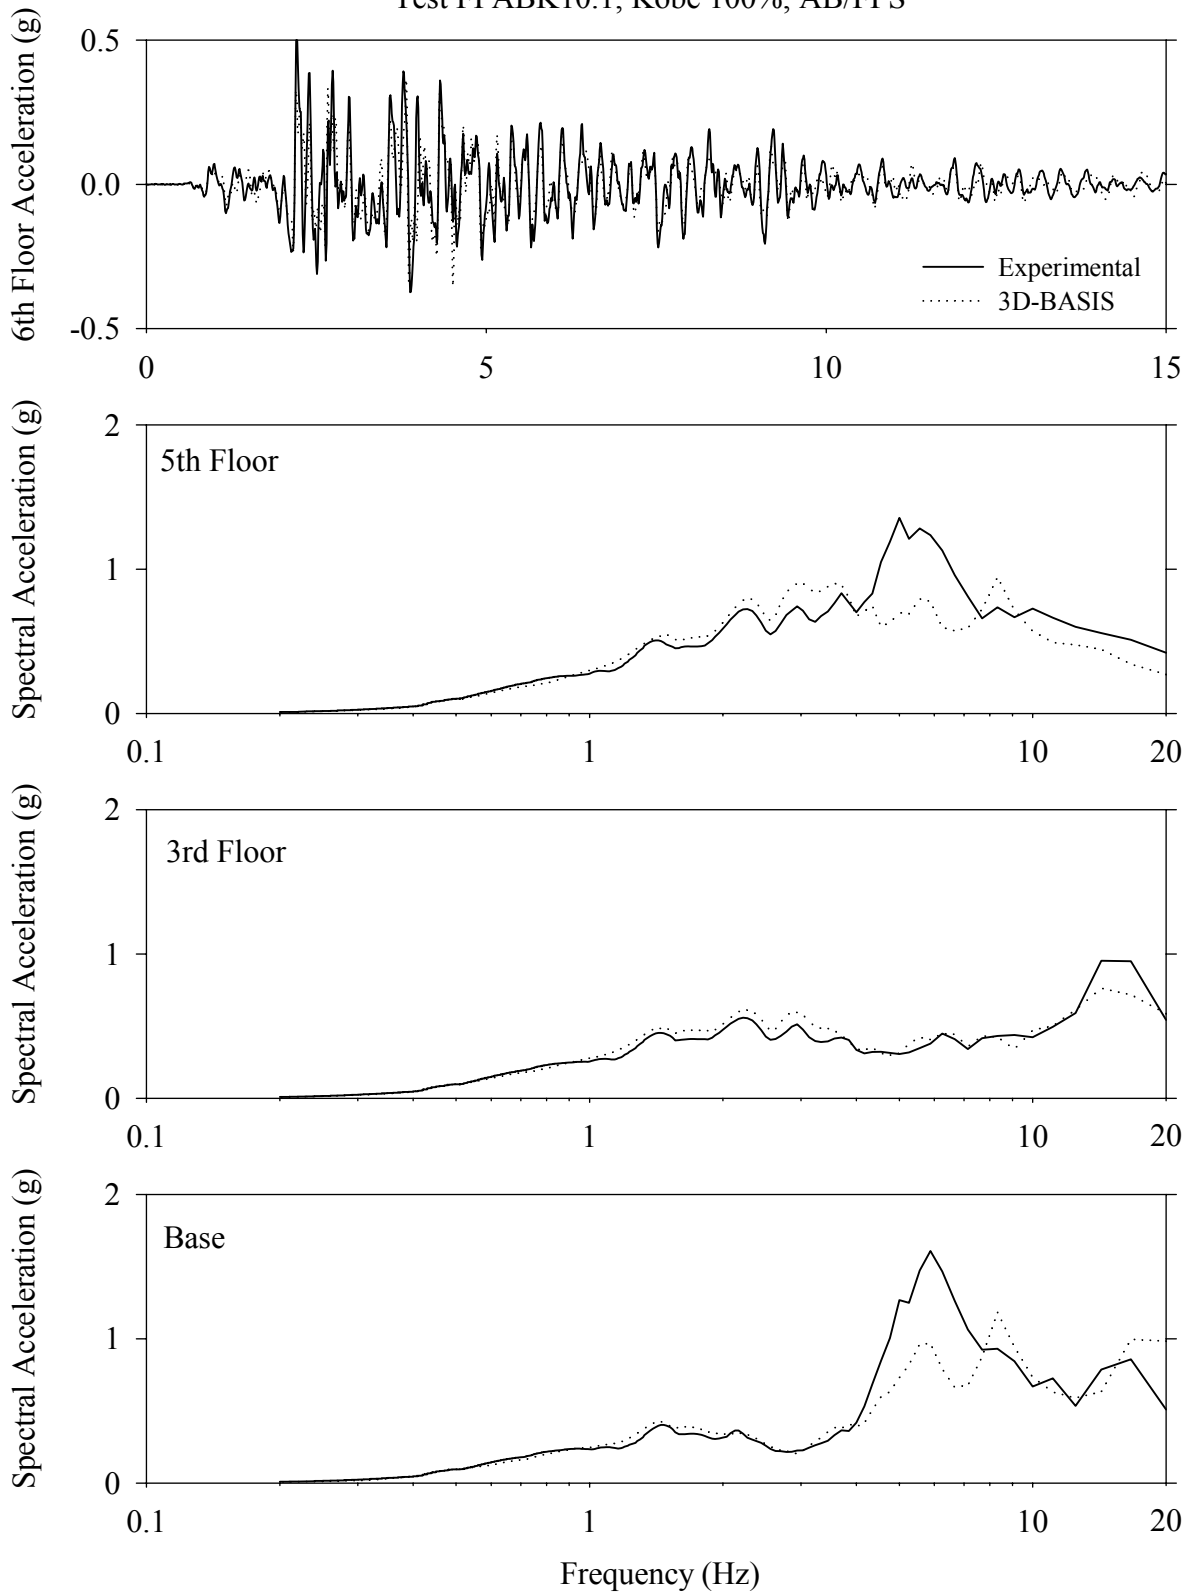 Test FPABK10.1, Kobe 100%, AB/FPS
6th Floor Acceleration (g)
0.5
0.0
-0.5
Experimental
3D-BASIS
0 5 10 15
Spectral Acceleration (g)
2
1
0
5th Floor
0.1 1 10 20
Spectral Acceleration (g)
2
1
0
3rd Floor
0.1 1 10 20
Spectral Acceleration (g)
2
1
0
Base
0.1 1 10 20
Frequency (Hz)